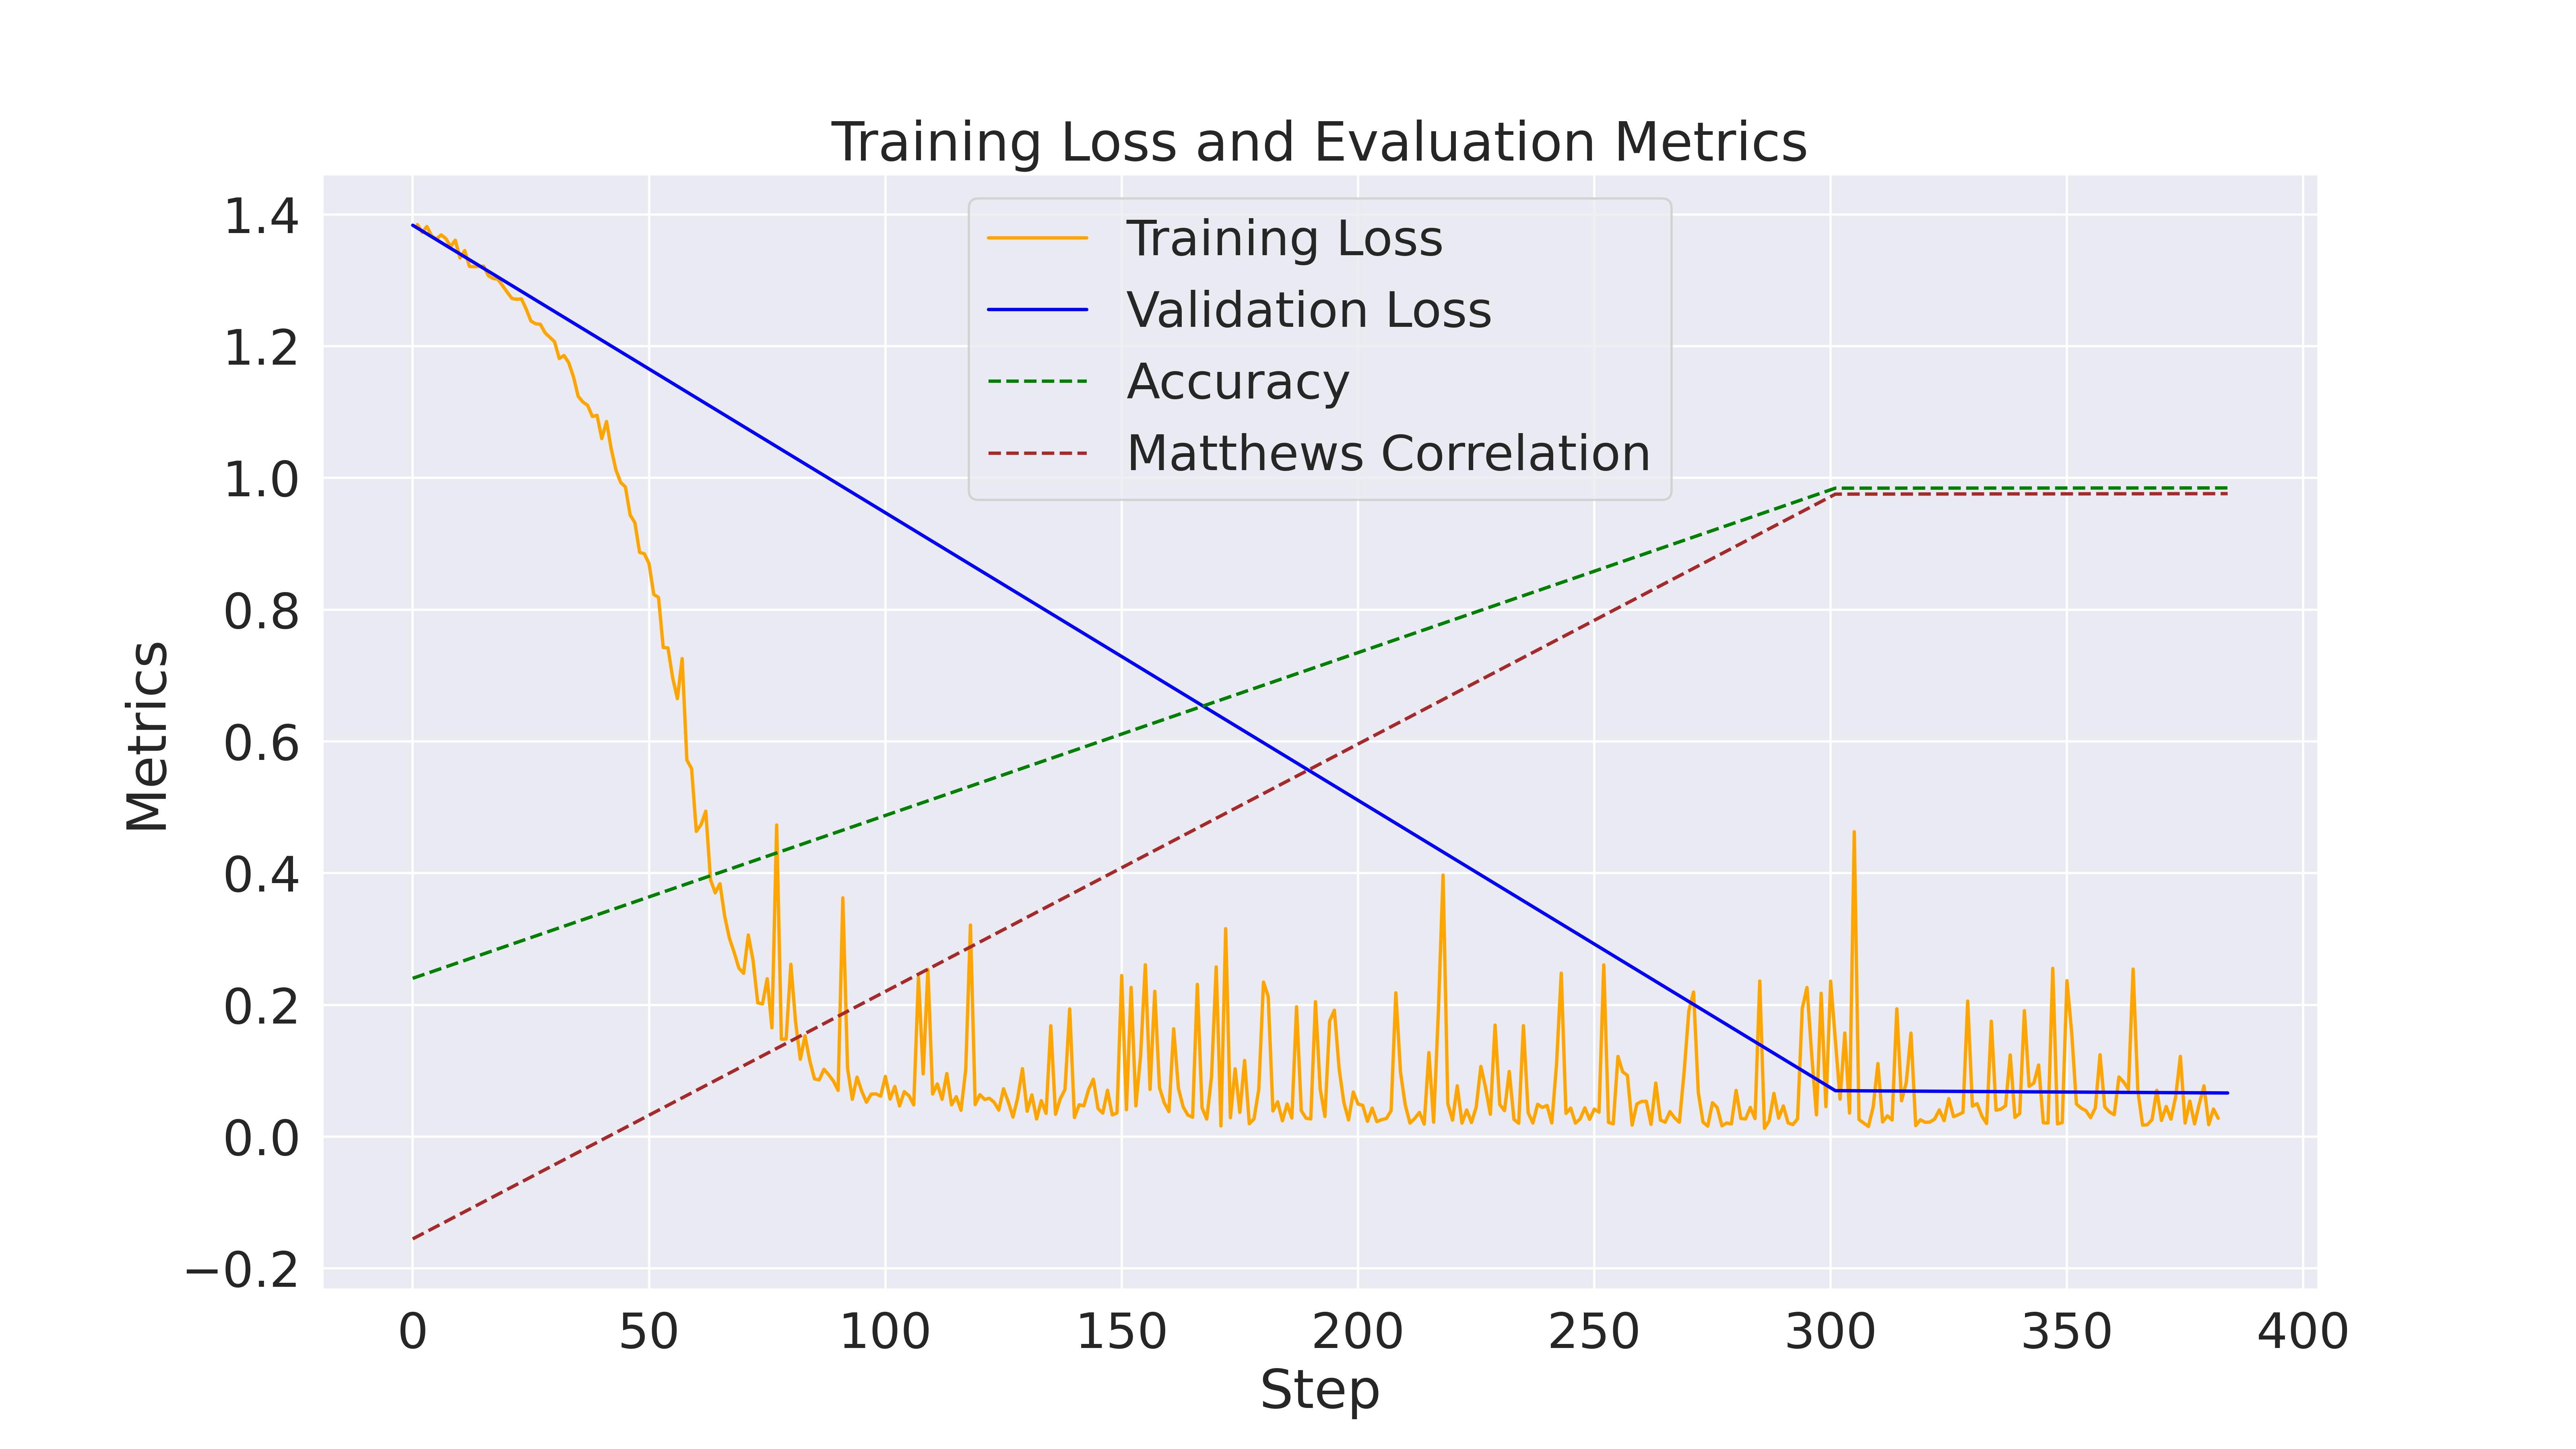 Training Loss and Evaluation Metrics
Training Loss
Validation Loss
Accuracy
Matthews Correlation
Metrics
1.4
1.2
1.0
0.8
0.6
0.4
0.2
0.0
−0.2
0 50 100 150 200 250 300 350 400
Step